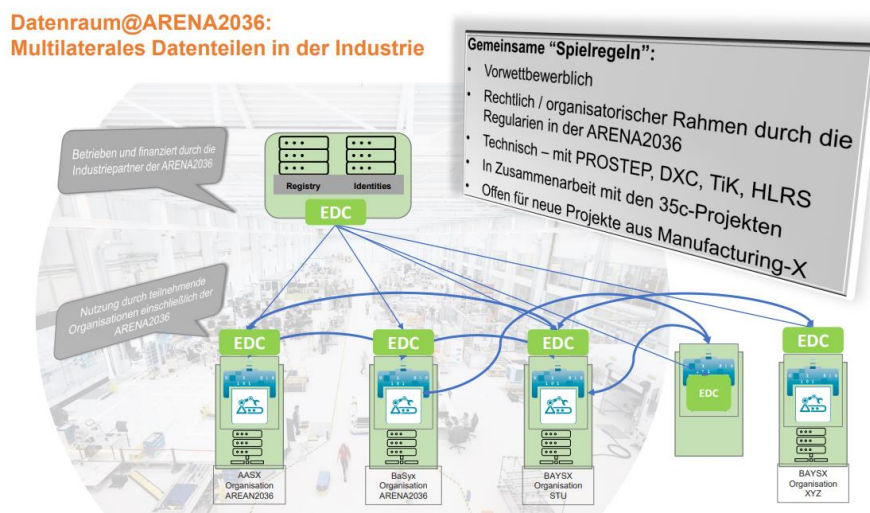 Datenraum@ARENA2036:
Multilaterales Datenteilen in der Industrie
Gemeinsame “Spielregeln”:
• Vorwettbewerblich
• Rechtlich / organisatorischer Rahmen durch die
Regularien in der ARENA2036
• Technisch – mit PROSTEP, DXC, TiK, HLRS
• In Zusammenarbeit mit den 35c-Projekten
• Offen für neue Projekte aus Manufacturing-X
Betrieben und finanziert durch die
Industriepartner der ARENA2036
Registry
Identities
EDC
Nutzung durch teilnehmende
Organisationen einschließlich der
ARENA2036
EDC
EDC
EDC
EDC
EDC
AASX
Organisation
AREAN2036
BaSyx
Organisation
ARENA2036
BAYSX
Organisation
STU
BAYSX
Organisation
XYZ